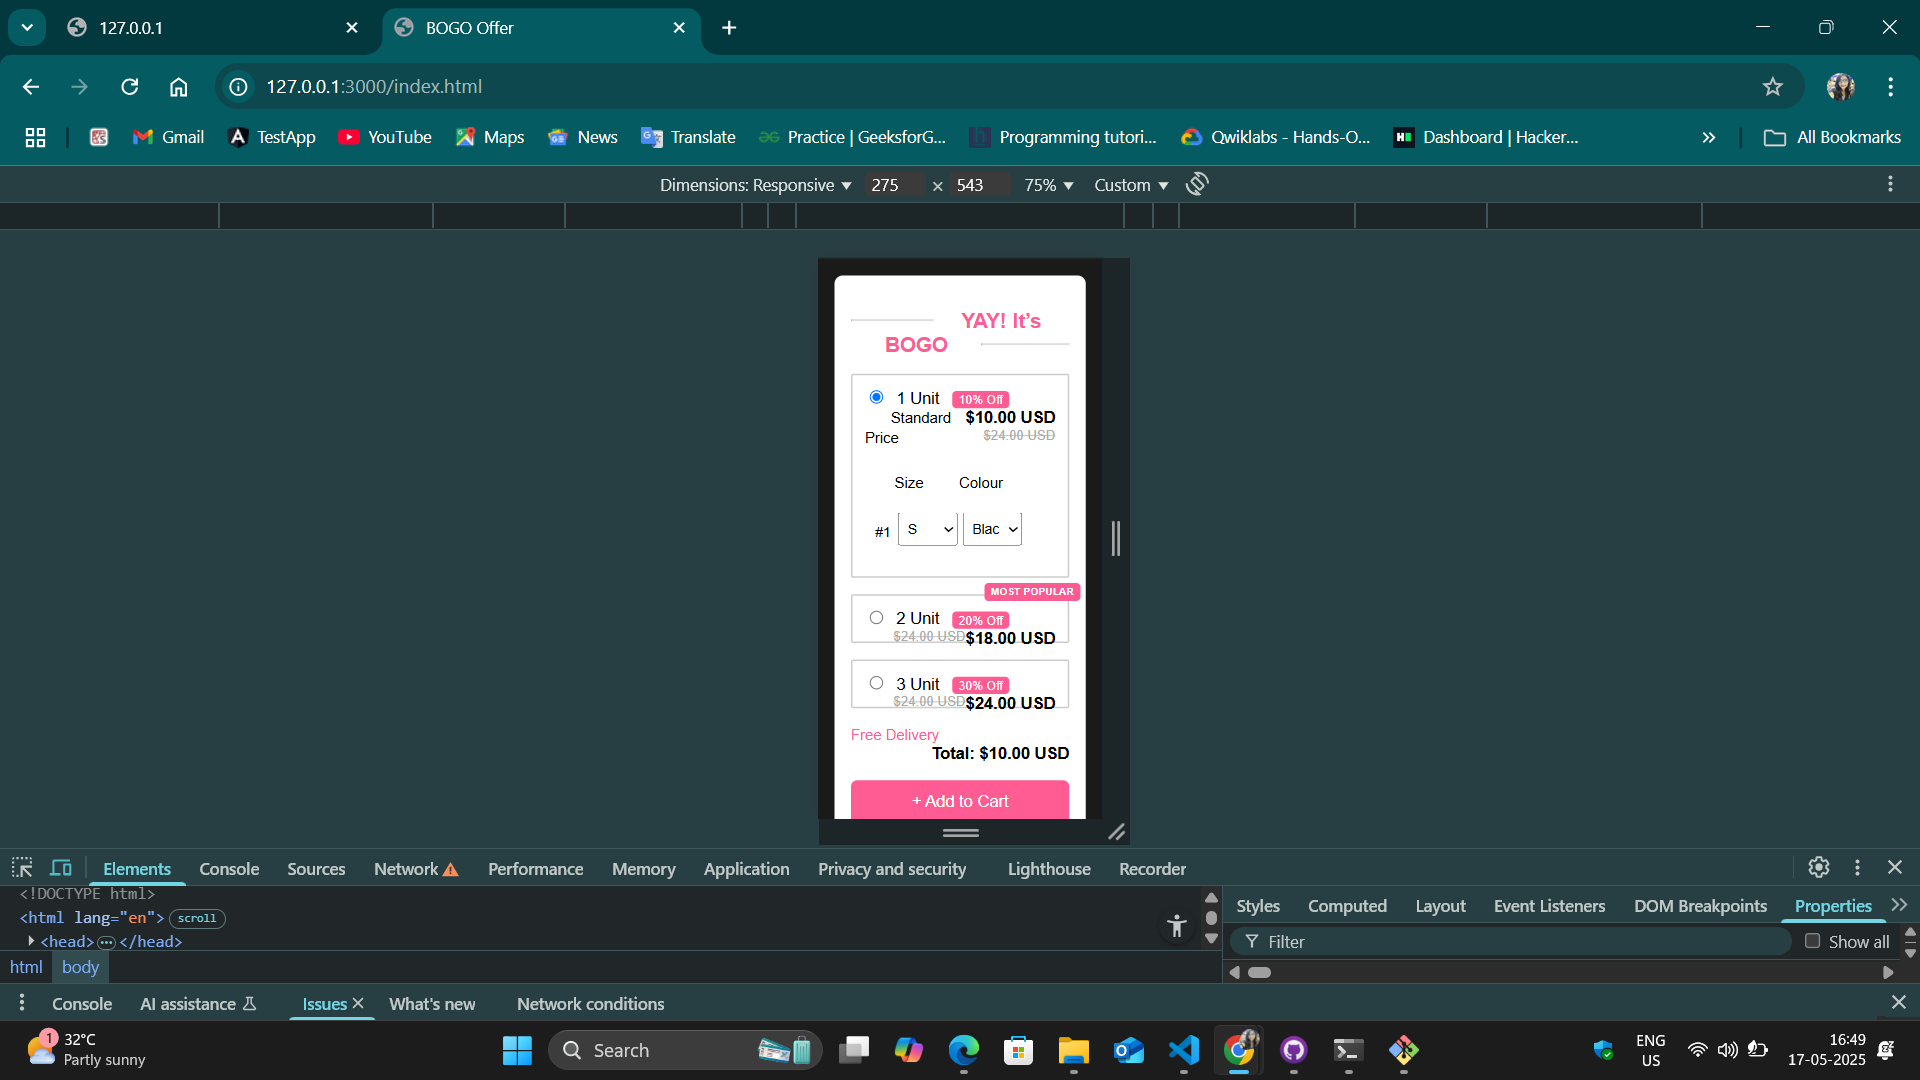 127.0.0.1
BOGO Offer
127.0.0.1:3000/index.html
Gmail
TestApp
YouTube
Maps
News
Translate
Practice | GeeksforG...
Programming tutori...
Qwiklabs - Hands-O...
Dashboard | Hacker...
All Bookmarks
Dimensions: Responsive 275 × 543 75% Custom
YAY! It’s
BOGO
1 Unit 10% Off
Standard $10.00 USD
Price $24.00 USD
Size Colour
#1 S Blac
MOST POPULAR
2 Unit 20% Off
$24.00 USD $18.00 USD
3 Unit 30% Off
$24.00 USD $24.00 USD
Free Delivery
Total: $10.00 USD
+ Add to Cart
Elements Console Sources Network Performance Memory Application Privacy and security Lighthouse Recorder
<!DOCTYPE html>
<html lang="en"> scroll
<head> ... </head>
html body
Styles Computed Layout Event Listeners DOM Breakpoints Properties
Filter Show all
Console AI assistance Issues What's new Network conditions
1
32°C
Partly sunny
Search
ENG
US
16:49
17-05-2025